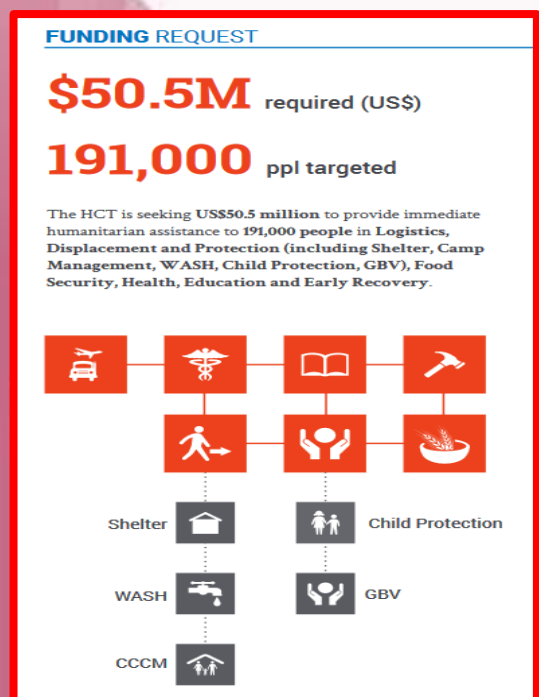 FUNDING REQUEST
$50.5M required (US$)
191,000 ppl targeted
The HCT is seeking US$50.5 million to provide immediate
humanitarian assistance to 191,000 people in Logistics,
Displacement and Protection (including Shelter, Camp
Management, WASH, Child Protection, GBV), Food
Security, Health, Education and Early Recovery.
Shelter
Child Protection
WASH
GBV
CCCM